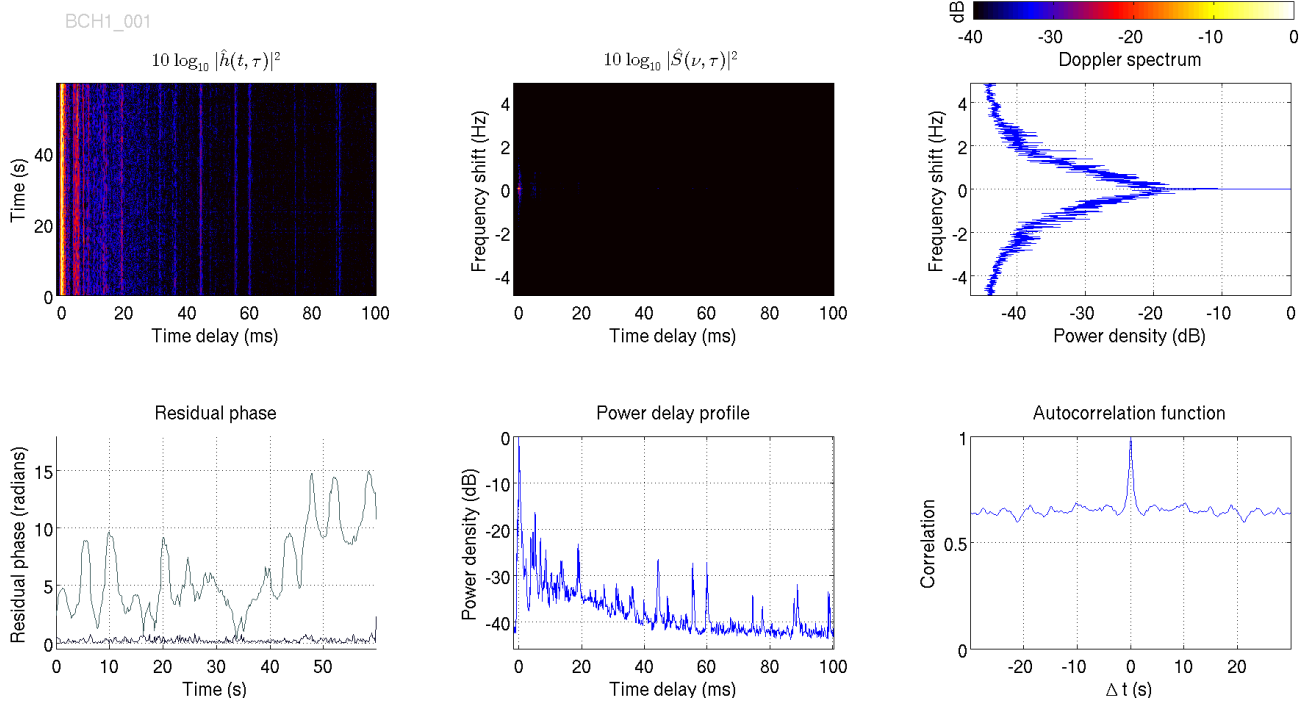 BCH1_001
dB
-40 -30 -20 -10 0
10 log₁₀ |ĥ(t, τ)|²
Time (s)
40
20
0
0 20 40 60 80 100
Time delay (ms)
10 log₁₀ |Ŝ(ν, τ)|²
Frequency shift (Hz)
4
2
0
-2
-4
0 20 40 60 80 100
Time delay (ms)
Doppler spectrum
Frequency shift (Hz)
4
2
0
-2
-4
-40 -30 -20 -10 0
Power density (dB)
Residual phase
Residual phase (radians)
15
10
5
0
0 10 20 30 40 50
Time (s)
Power delay profile
Power density (dB)
0
-10
-20
-30
-40
0 20 40 60 80 100
Time delay (ms)
Autocorrelation function
Correlation
1
0.5
0
-20 -10 0 10 20
Δ t (s)